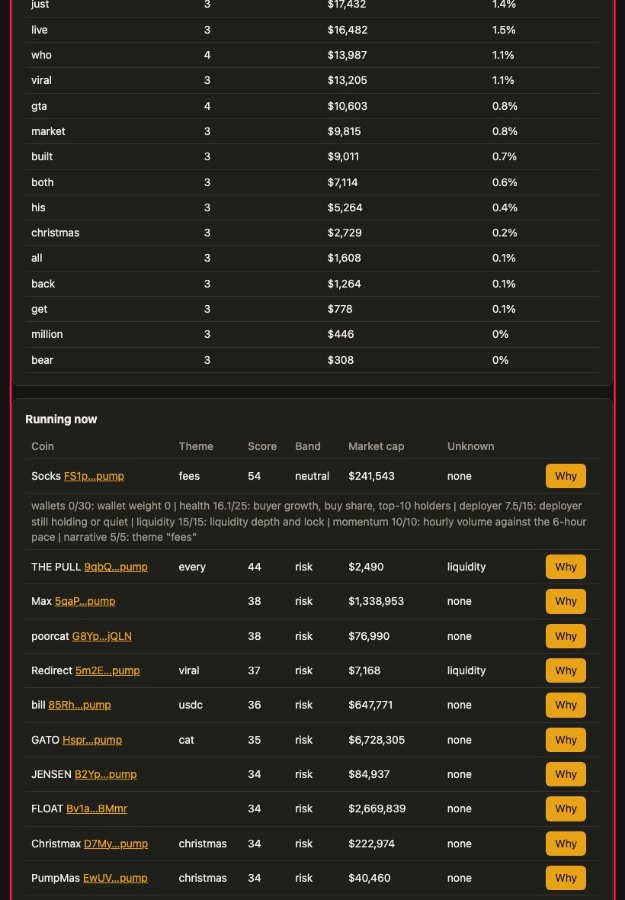 just 3 $17,432 1.4%
live 3 $16,482 1.5%
who 4 $13,987 1.1%
viral 3 $13,205 1.1%
gta 4 $10,603 0.8%
market 3 $9,815 0.8%
built 3 $9,011 0.7%
both 3 $7,114 0.6%
his 3 $5,264 0.4%
christmas 3 $2,729 0.2%
all 3 $1,608 0.1%
back 3 $1,264 0.1%
get 3 $778 0.1%
million 3 $446 0%
bear 3 $308 0%
Running now
Coin Theme Score Band Market cap Unknown
Socks FS1p...pump fees 54 neutral $241,543 none Why
wallets 0/30: wallet weight 0 | health 16.1/25: buyer growth, buy share, top-10 holders | deployer 7.5/15: deployer
still holding or quiet | liquidity 15/15: liquidity depth and lock | momentum 10/10: hourly volume against the 6-hour
pace | narrative 5/5: theme "fees"
THE PULL 9qbQ...pump every 44 risk $2,490 liquidity Why
Max 5qaP...pump 38 risk $1,338,953 none Why
poorcat G8Yp...jQLN 38 risk $76,990 none Why
Redirect 5m2E...pump viral 37 risk $7,168 liquidity Why
bill 85Rh...pump usdc 36 risk $647,771 none Why
GATO Hspr...pump cat 35 risk $6,728,305 none Why
JENSEN B2Yp...pump 34 risk $84,937 none Why
FLOAT Bv1a...BMmr 34 risk $2,669,839 none Why
Christmax D7My...pump christmas 34 risk $222,974 none Why
PumpMas EwUV...pump christmas 34 risk $40,460 none Why